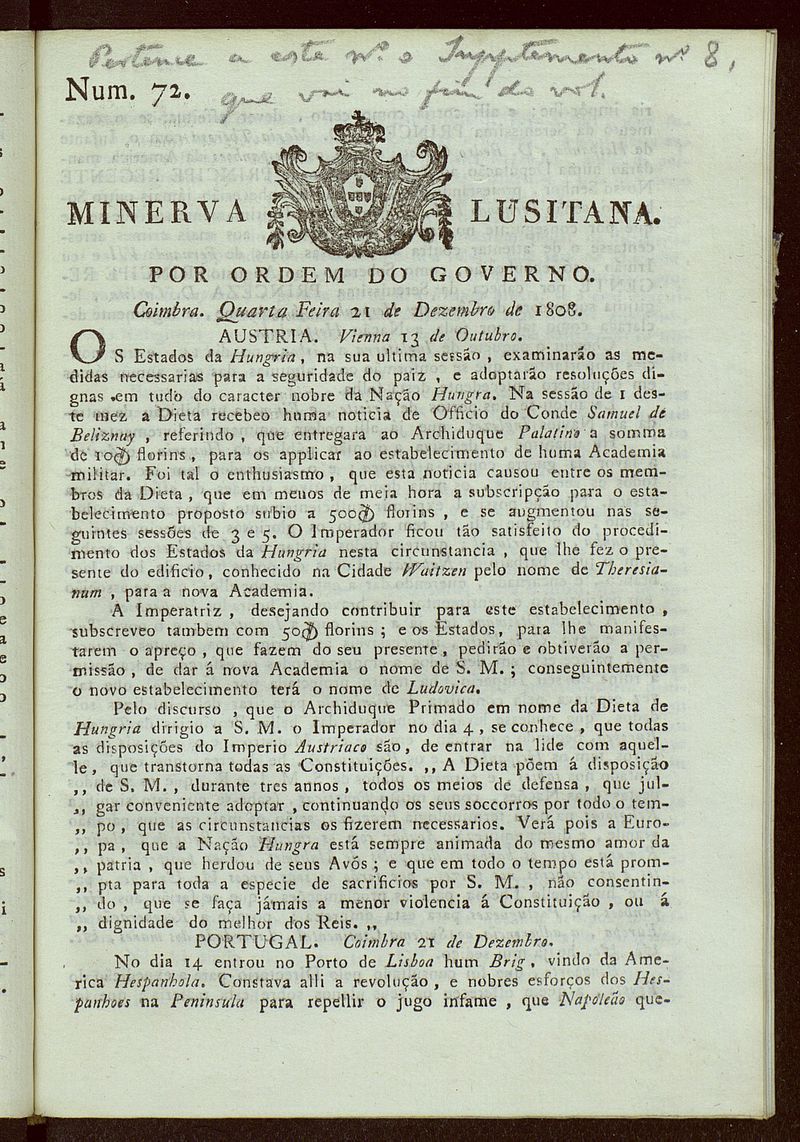 Pertence a este nº o Supplemento nº 8,
que vai no fim do vol.
Num. 72.
MINERVA LUSITANA.
POR ORDEM DO GOVERNO.
Coimbra. Quarta Feira 21 de Dezembro de 1808.
AUSTRIA. Vienna 13 de Outubro.
OS Estados da Hungria, na sua ultima sessão, examinarão as me-
didas necessarias para a seguridade do paiz, e adoptarão resoluções di-
gnas em tudo do caracter nobre da Nação Hungra. Na sessão de 1 des-
te mez a Dieta recebeo huma noticia de Officio do Conde Samuel de
Beliznay, referindo, que entregara ao Archiduque Palatino a somma
de 10$ florins, para os applicar ao estabelecimento de huma Academia
militar. Foi tal o enthusiasmo, que esta noticia causou entre os mem-
bros da Dieta, que em menos de meia hora a subscripção para o esta-
belecimento proposto subio a 500$ florins, e se augmentou nas se-
guintes sessões de 3 e 5. O Imperador ficou tão satisfeito do procedi-
mento dos Estados da Hungria nesta circunstancia, que lhe fez o pre-
sente do edificio, conhecido na Cidade Waitzen pelo nome de Theresia-
num, para a nova Academia.
A Imperatriz, desejando contribuir para este estabelecimento,
subscreveo tambem com 50$ florins; e os Estados, para lhe manifes-
tarem o apreço, que fazem do seu presente, pedirão e obtiverão a per-
missão, de dar á nova Academia o nome de S. M.; conseguintemente
o novo estabelecimento terá o nome de Ludovica.
Pelo discurso, que o Archiduque Primado em nome da Dieta de
Hungria dirigio a S. M. o Imperador no dia 4, se conhece, que todas
as disposições do Imperio Austriaco são, de entrar na lide com aquel-
le, que transtorna todas as Constituições. ,, A Dieta põem á disposição
,, de S. M., durante tres annos, todos os meios de defensa, que jul-
,, gar conveniente adoptar, continuando os seus soccorros por todo o tem-
,, po, que as circunstancias os fizerem necessarios. Verá pois a Euro-
,, pa, que a Nação Hungra está sempre animada do mesmo amor da
,, patria, que herdou de seus Avós; e que em todo o tempo está prom-
,, pta para toda a especie de sacrificios por S. M., não consentin-
,, do, que se faça jámais a menor violencia á Constituição, ou á
,, dignidade do melhor dos Reis. ,,
PORTUGAL. Coimbra 21 de Dezembro.
No dia 14 entrou no Porto de Lisboa hum Brig, vindo da Ame-
rica Hespanhola. Constava alli a revolução, e nobres esforços dos Hes-
panhoes na Peninsula para repellir o jugo infame, que Napoleão que-